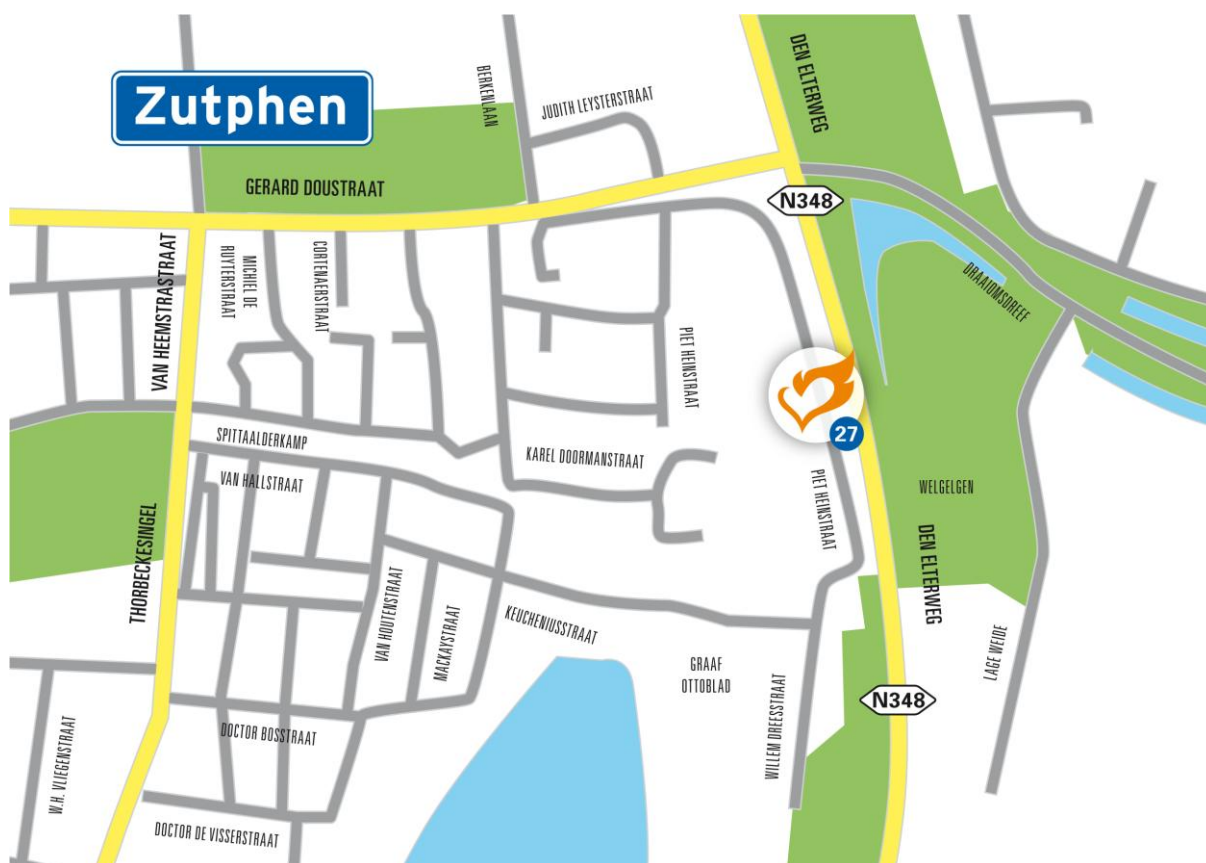 Zutphen
BERKENLAAN
JUDITH LEYSTERSTRAAT
DEN ELTERWEG
GERARD DOUSTRAAT
N348
VAN HEEMSTRASTRAAT
MICHIEL DE
RUYTERSTRAAT
CORTENAERSTRAAT
DRAAIOMSDREEF
PIET HEINSTRAAT
27
SPITTAALDERKAMP
KAREL DOORMANSTRAAT
VAN HALLSTRAAT
PIET HEINSTRAAT
WELGELGEN
THORBECKESINGEL
DEN ELTERWEG
VAN HOUTENSTRAAT
MACKAYSTRAAT
KEUCHENIUSSTRAAT
GRAAF
OTTOBLAD
LAGE WEIDE
N348
WILLEM DREESSTRAAT
W.H. VLIEGENSTRAAT
DOCTOR BOSSTRAAT
DOCTOR DE VISSERSTRAAT